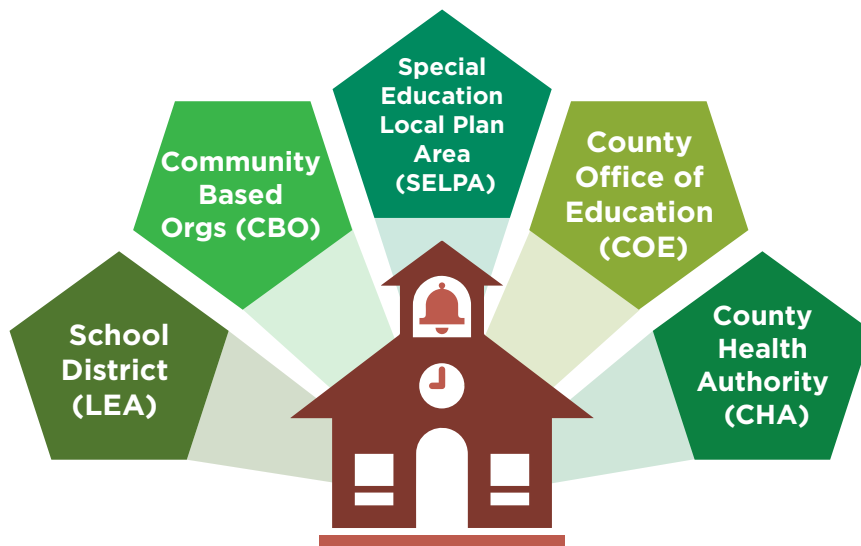 School
District
(LEA)
Community
Based
Orgs (CBO)
Special
Education
Local Plan
Area
(SELPA)
County
Office of
Education
(COE)
County
Health
Authority
(CHA)